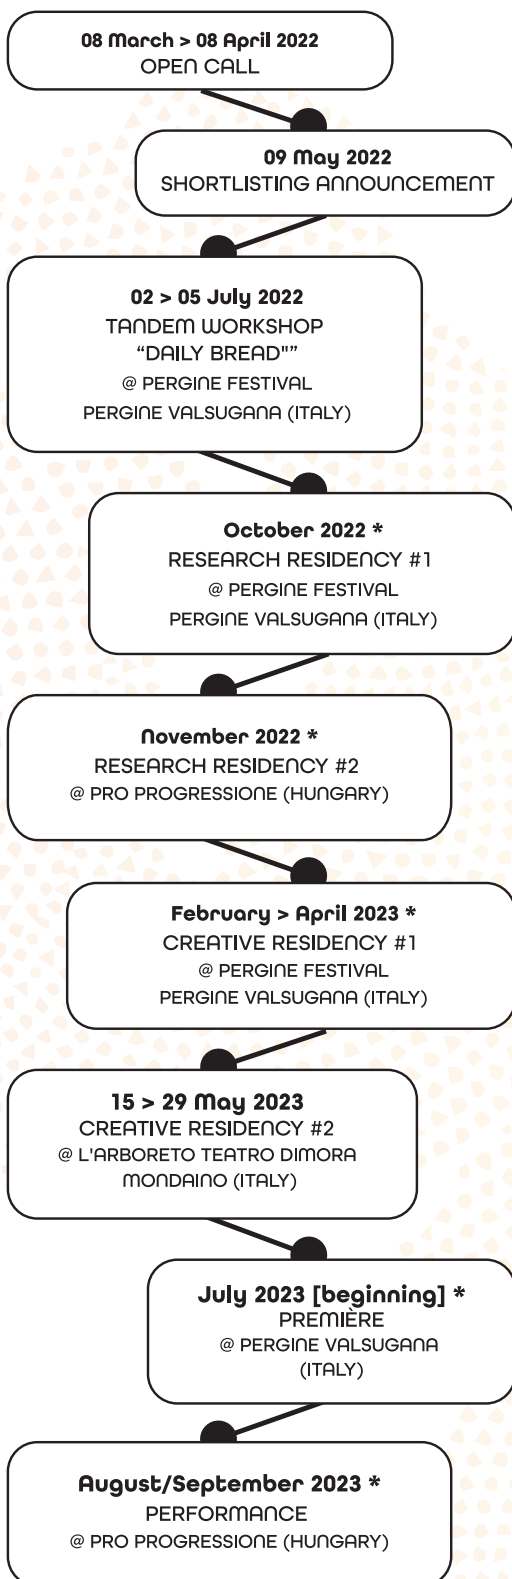 08 March > 08 April 2022
OPEN CALL
09 May 2022
SHORTLISTING ANNOUNCEMENT
02 > 05 July 2022
TANDEM WORKSHOP
“DAILY BREAD"”
@ PERGINE FESTIVAL
PERGINE VALSUGANA (ITALY)
October 2022 *
RESEARCH RESIDENCY #1
@ PERGINE FESTIVAL
PERGINE VALSUGANA (ITALY)
November 2022 *
RESEARCH RESIDENCY #2
@ PRO PROGRESSIONE (HUNGARY)
February > April 2023 *
CREATIVE RESIDENCY #1
@ PERGINE FESTIVAL
PERGINE VALSUGANA (ITALY)
15 > 29 May 2023
CREATIVE RESIDENCY #2
@ L'ARBORETO TEATRO DIMORA
MONDAINO (ITALY)
July 2023 [beginning] *
PREMIÈRE
@ PERGINE VALSUGANA
(ITALY)
August/September 2023 *
PERFORMANCE
@ PRO PROGRESSIONE (HUNGARY)